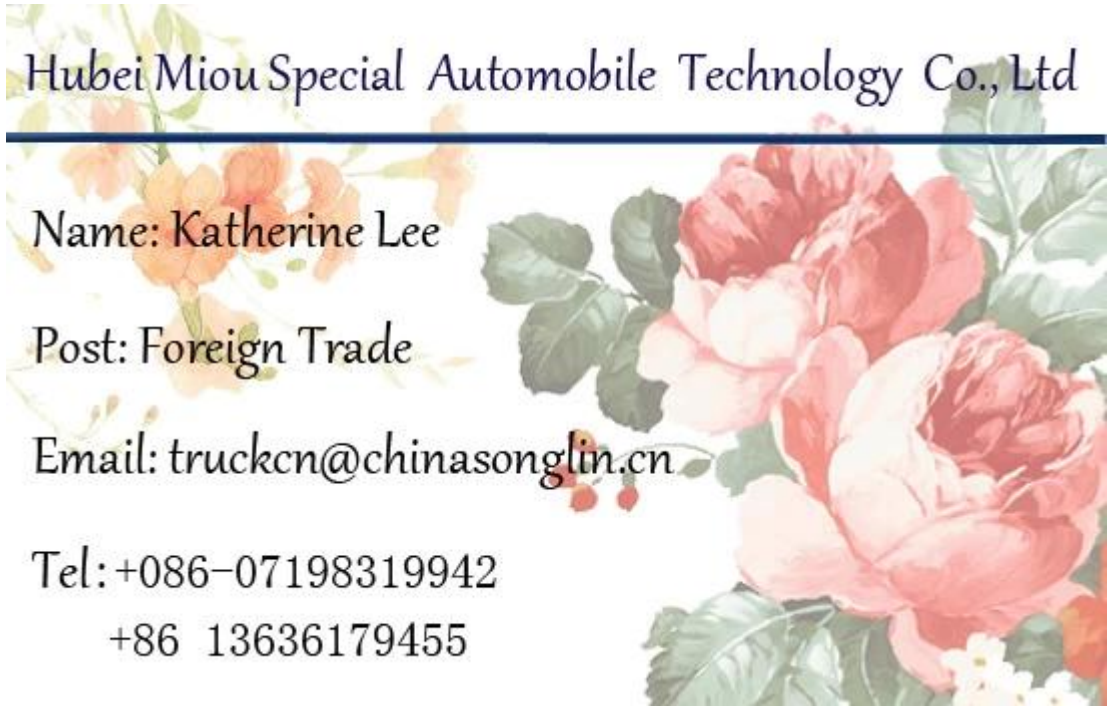 Hubei Miou Special Automobile Technology Co., Ltd
Name: Katherine Lee
Post: Foreign Trade
Email: truckcn@chinasonglin.cn
Tel: +086-07198319942
+86 13636179455